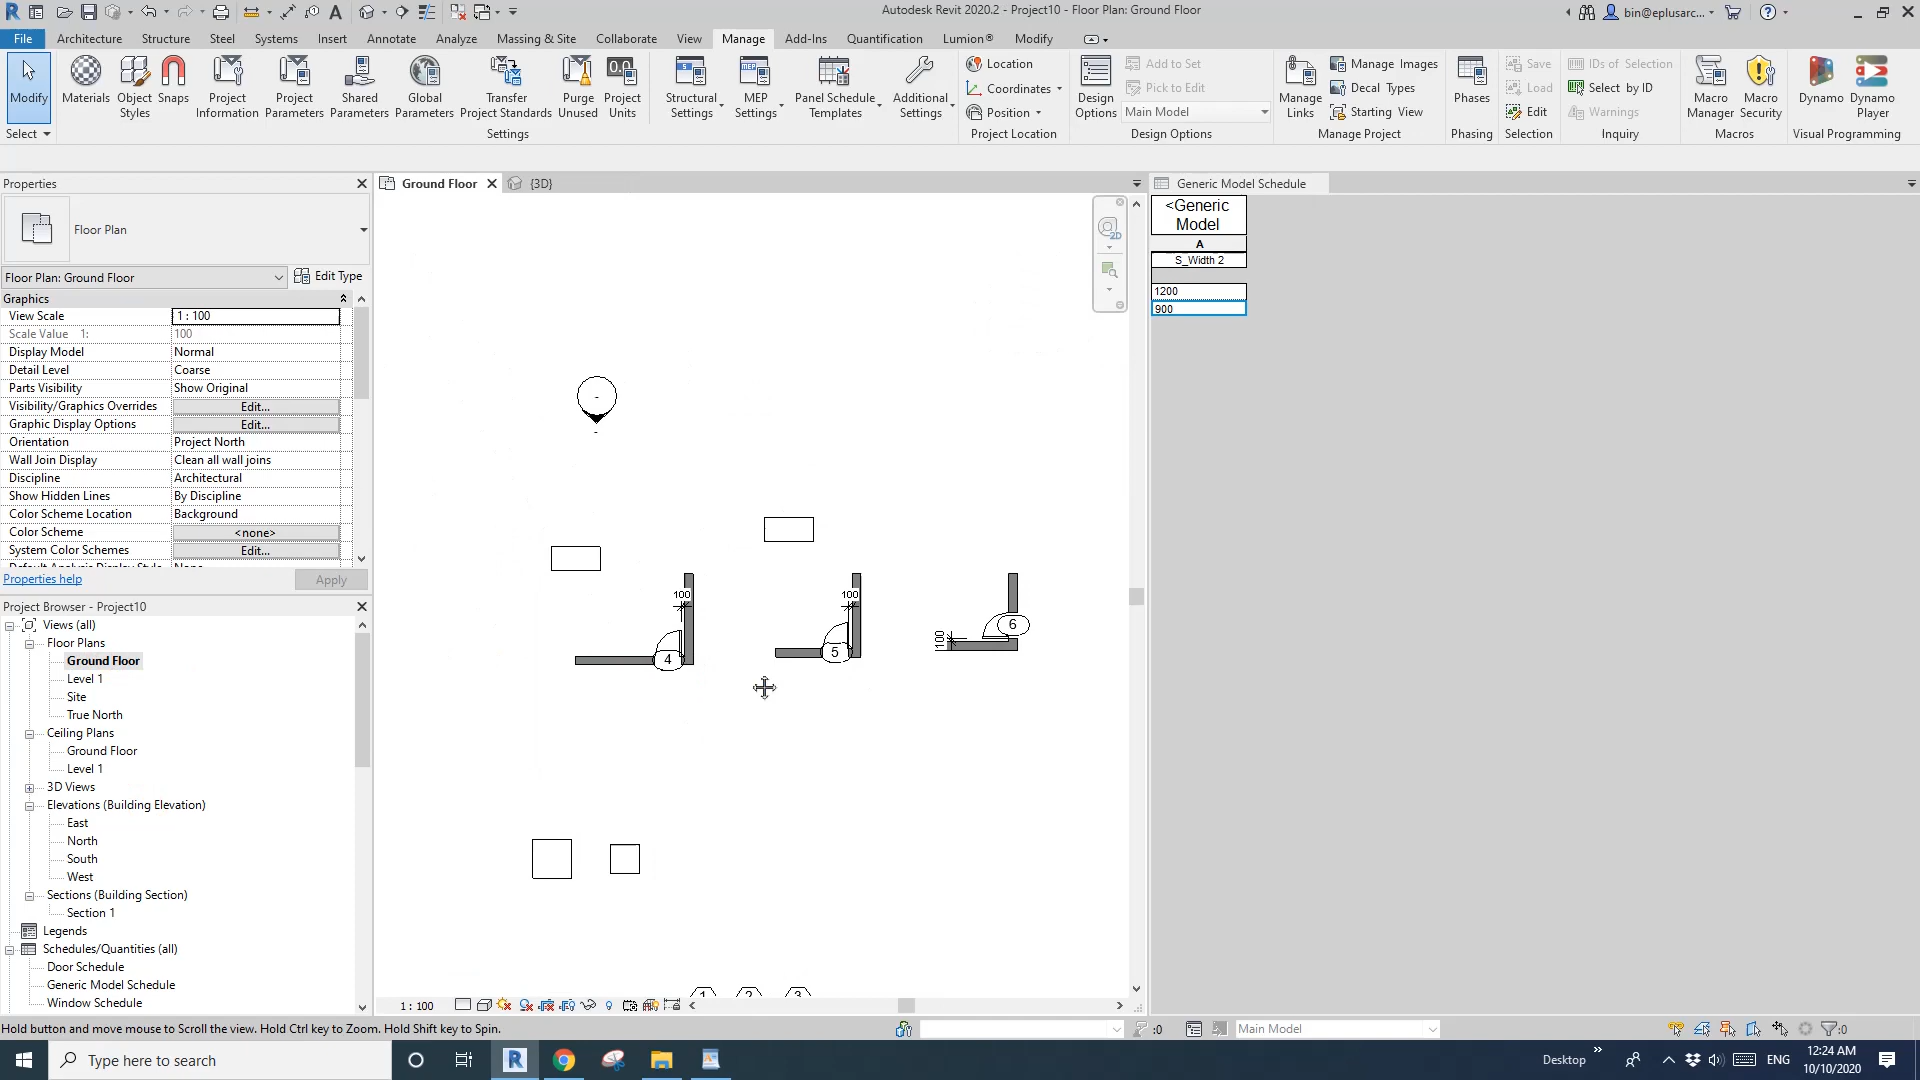 Autodesk Revit 2020.2 - Project10 - Floor Plan: Ground Floor
bin@eplusarc...
File Architecture Structure Steel Systems Insert Annotate Analyze Massing & Site Collaborate View Manage Add-Ins Quantification Lumion® Modify
Modify
Select
Materials
Object Styles
Snaps
Project Information
Project Parameters
Shared Parameters
Global Parameters
Transfer Project Standards
Purge Unused
Project Units
Settings
Structural Settings
MEP Settings
Panel Schedule Templates
Additional Settings
Location
Coordinates
Position
Project Location
Design Options
Add to Set
Pick to Edit
Main Model
Design Options
Manage Links
Manage Images
Decal Types
Starting View
Manage Project
Phases
Phasing
Save
Load
Edit
Selection
IDs of Selection
Select by ID
Warnings
Inquiry
Macro Manager
Macro Security
Macros
Dynamo
Dynamo Player
Visual Programming
Properties
Floor Plan
Floor Plan: Ground Floor
Edit Type
Graphics
View Scale 1 : 100
Scale Value 1: 100
Display Model Normal
Detail Level Coarse
Parts Visibility Show Original
Visibility/Graphics Overrides Edit...
Graphic Display Options Edit...
Orientation Project North
Wall Join Display Clean all wall joins
Discipline Architectural
Show Hidden Lines By Discipline
Color Scheme Location Background
Color Scheme <none>
System Color Schemes Edit...
Properties help
Apply
Project Browser - Project10
Views (all)
Floor Plans
Ground Floor
Level 1
Site
True North
Ceiling Plans
Ground Floor
Level 1
3D Views
Elevations (Building Elevation)
East
North
South
West
Sections (Building Section)
Section 1
Legends
Schedules/Quantities (all)
Door Schedule
Generic Model Schedule
Window Schedule
Ground Floor
{3D}
2D
100
4
100
5
100
6
1 2 3
1 : 100
Generic Model Schedule
<Generic
Model
A
S_Width 2
1200
900
Hold button and move mouse to Scroll the view. Hold Ctrl key to Zoom. Hold Shift key to Spin.
:0
Main Model
:0
Type here to search
Desktop
ENG
12:24 AM
10/10/2020